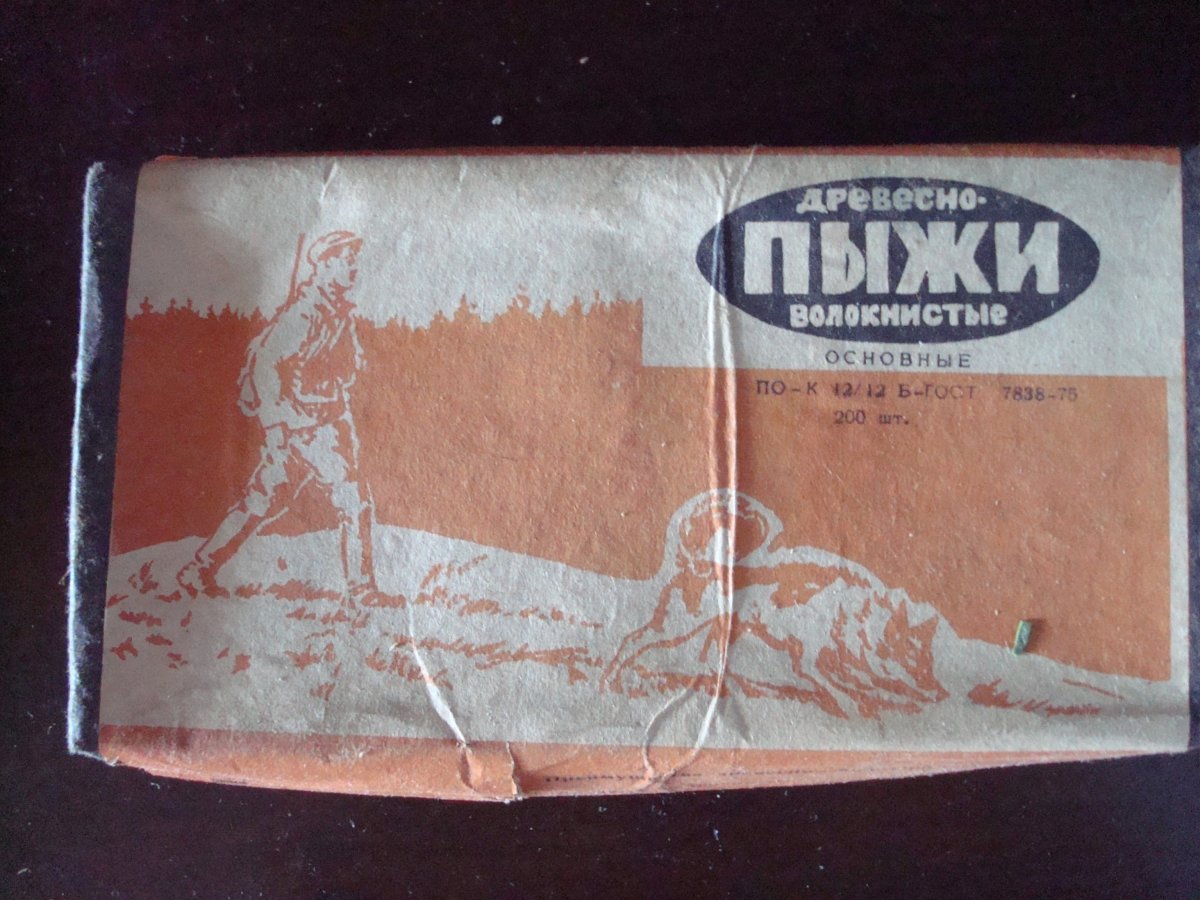 древесно-
ПЫЖИ
волокнистые
ОСНОВНЫЕ
ПО-К 12/12 Б-ГОСТ 7838-75
200 шт.